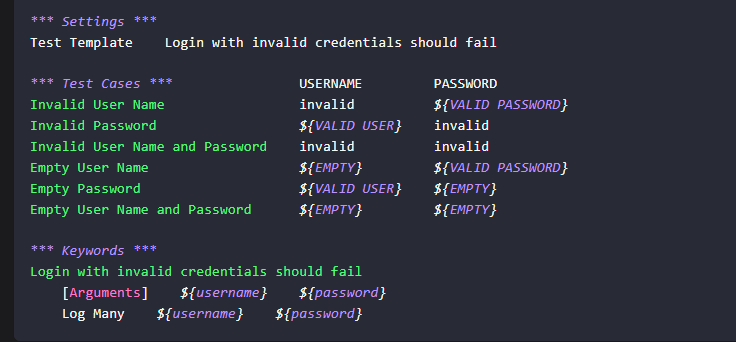 *** Settings ***
Test Template    Login with invalid credentials should fail
*** Test Cases ***                USERNAME         PASSWORD
Invalid User Name                 invalid          ${VALID PASSWORD}
Invalid Password                  ${VALID USER}    invalid
Invalid User Name and Password    invalid          invalid
Empty User Name                   ${EMPTY}         ${VALID PASSWORD}
Empty Password                    ${VALID USER}    ${EMPTY}
Empty User Name and Password      ${EMPTY}         ${EMPTY}
*** Keywords ***
Login with invalid credentials should fail
    [Arguments]    ${username}    ${password}
    Log Many    ${username}    ${password}